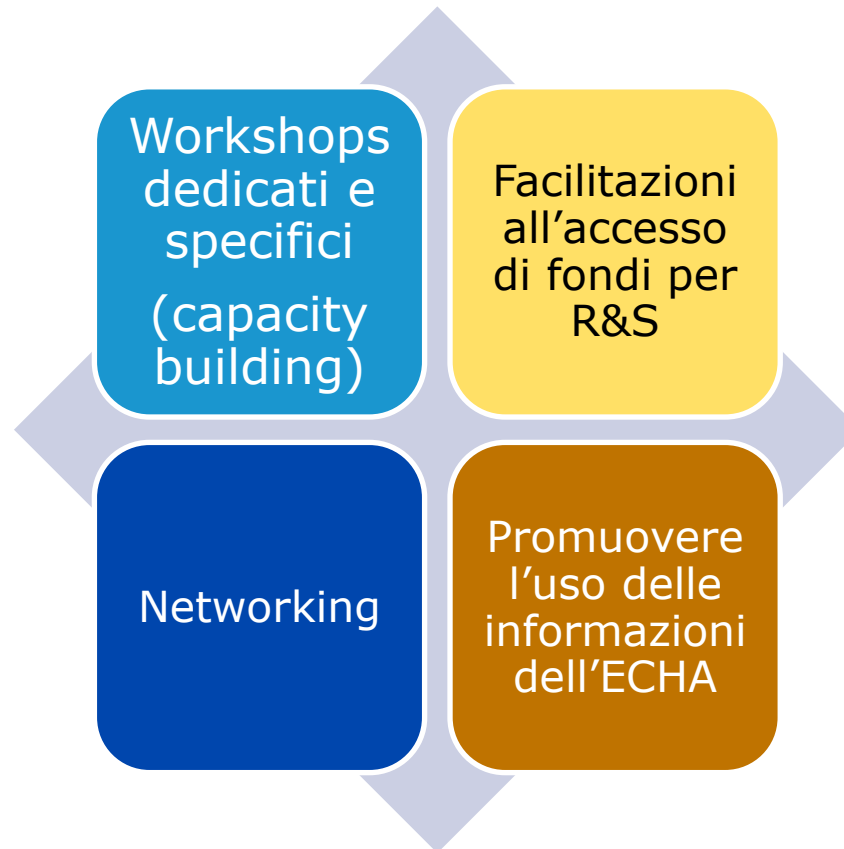 Workshops
dedicati e
specifici
(capacity
building)
Facilitazioni
all’accesso
di fondi per
R&S
Networking
Promuovere
l’uso delle
informazioni
dell’ECHA